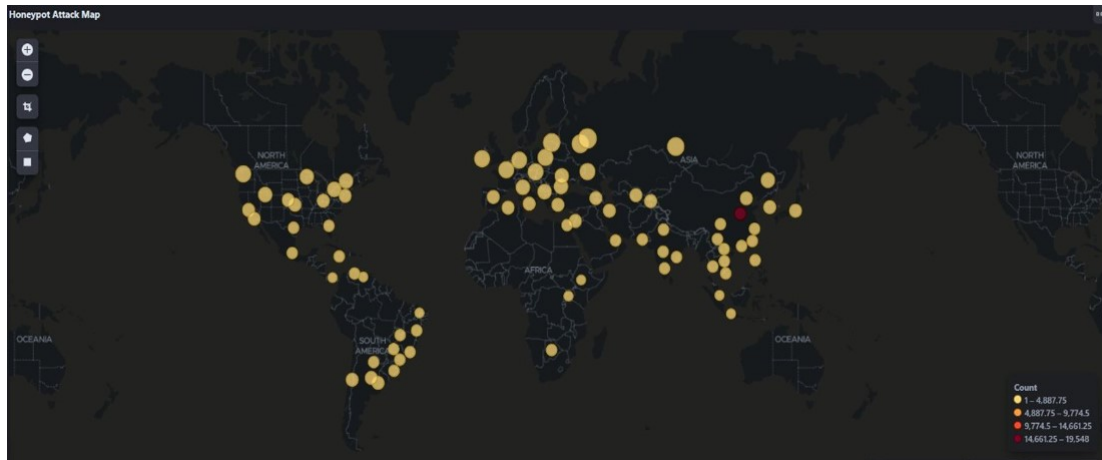 Honeypot Attack Map
NORTH
AMERICA
ASIA
NORTH
AMERICA
AFRICA
OCEANIA
SOUTH
AMERICA
OCEANIA
Count
1 – 4,887.75
4,887.75 – 9,774.5
9,774.5 – 14,661.25
14,661.25 – 19,548